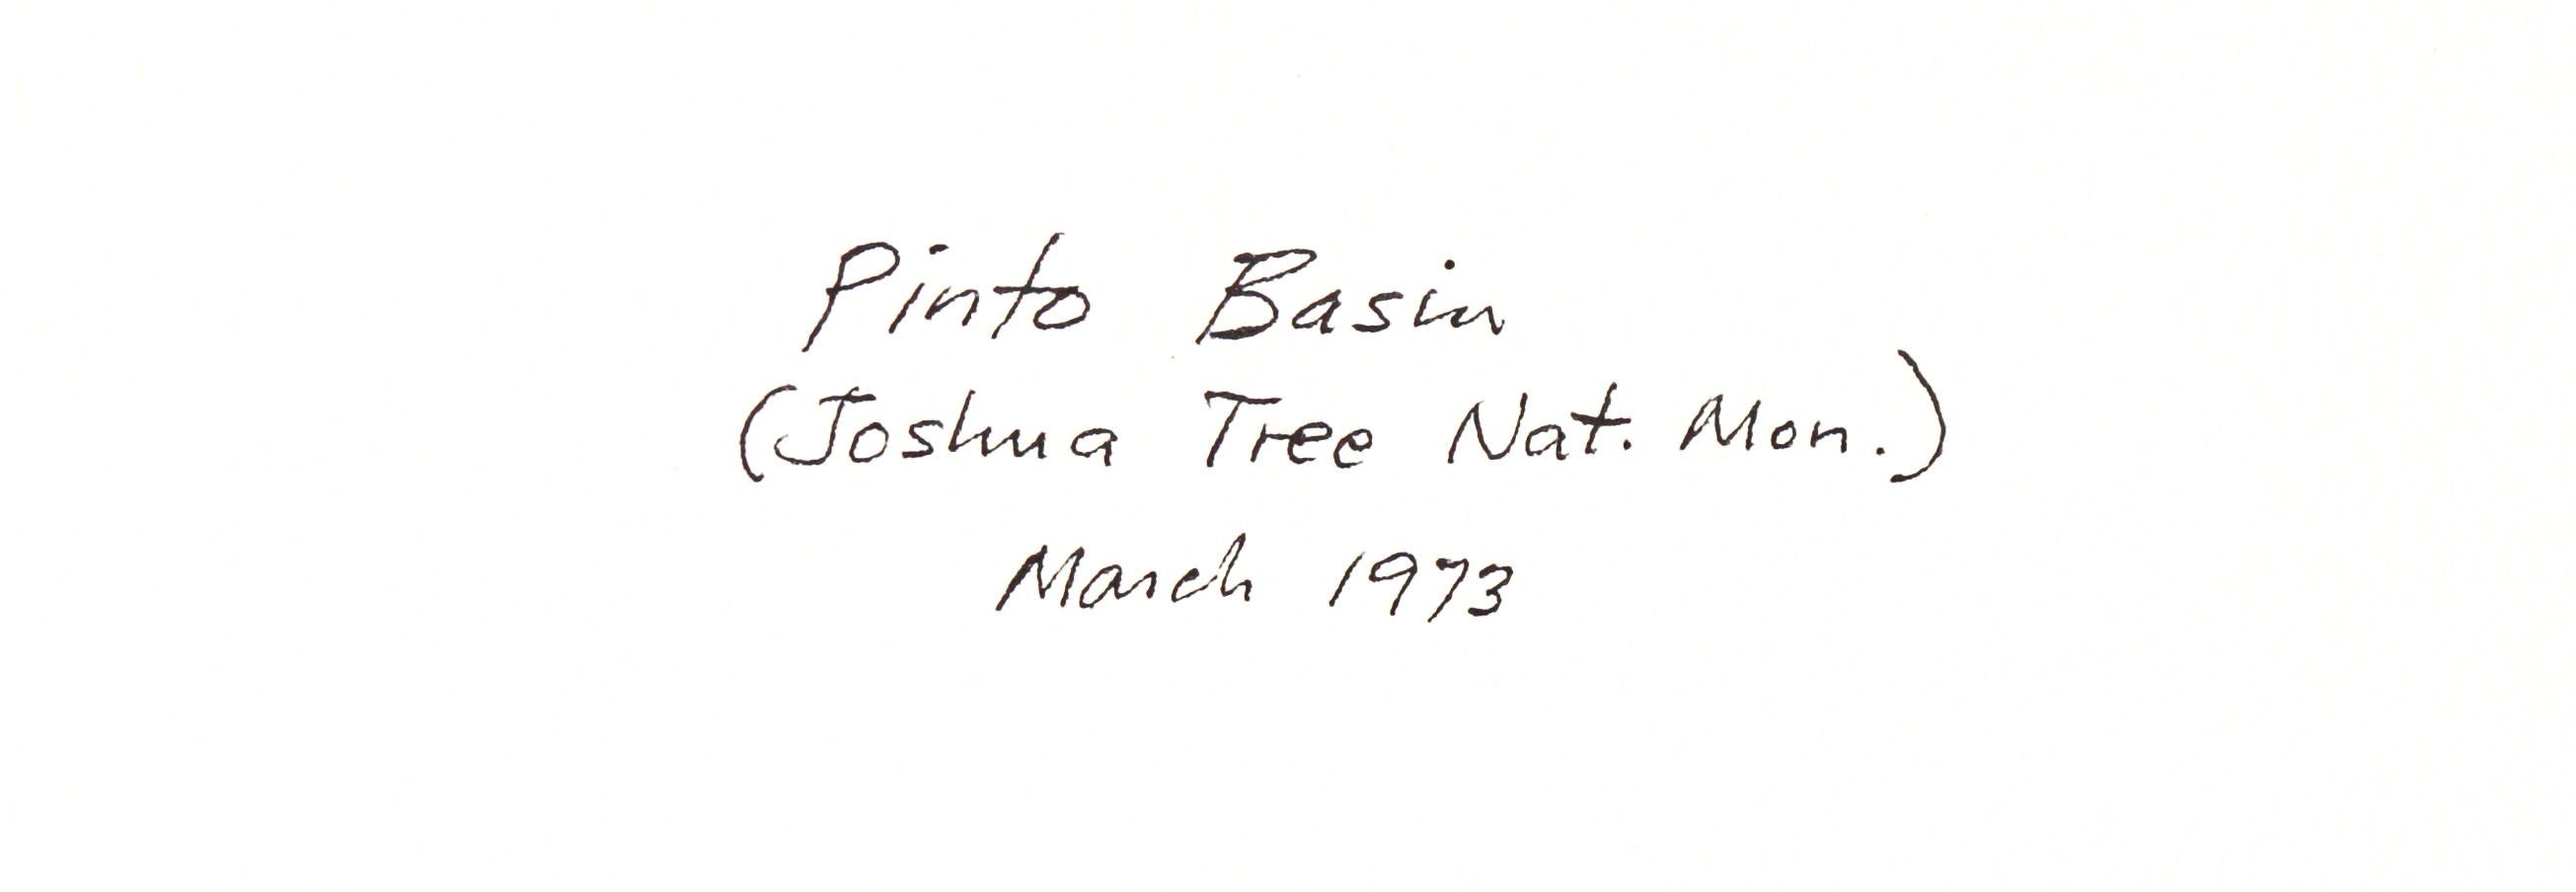 Pinto Basin
(Joshua Tree Nat. Mon.)
March 1973